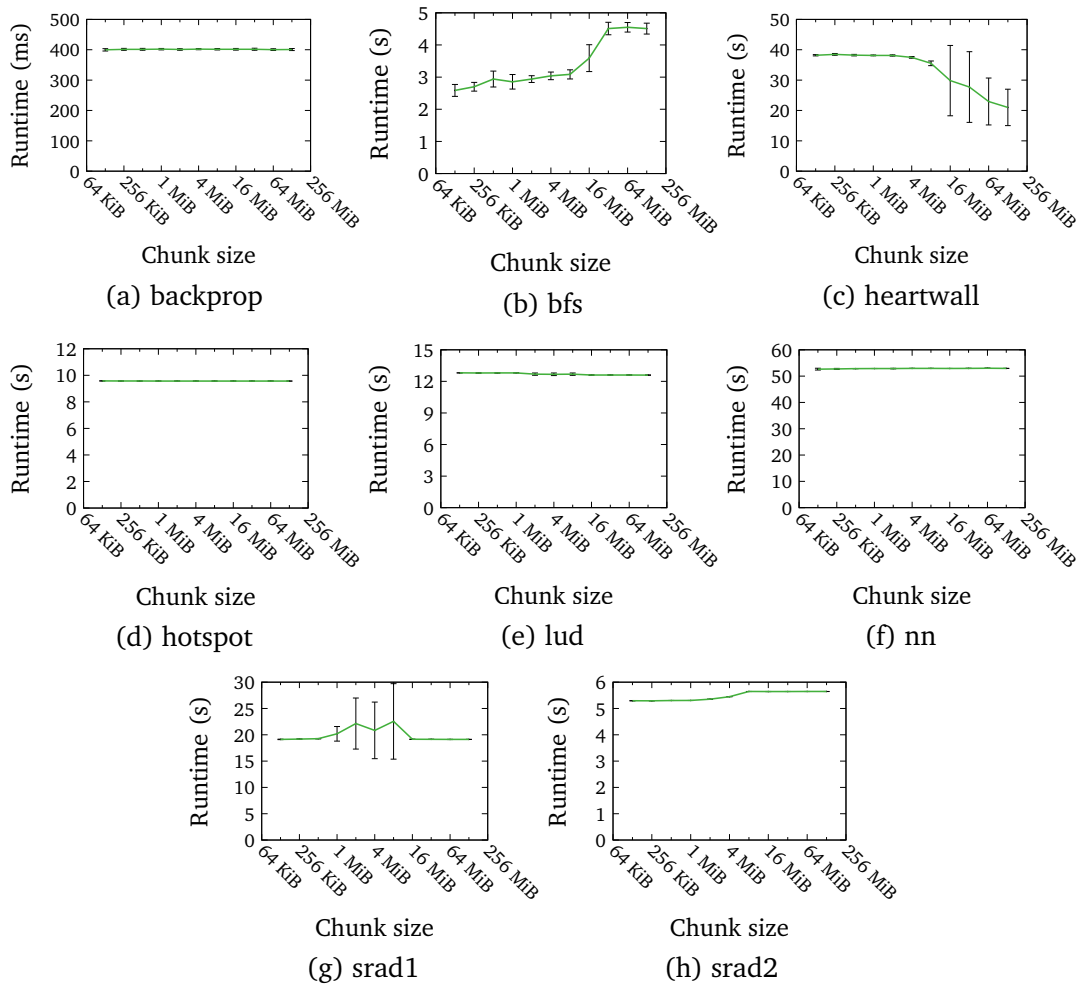 Runtime (ms)
500
400
300
200
100
0
64 KiB
256 KiB
1 MiB
4 MiB
16 MiB
64 MiB
256 MiB
Chunk size
(a) backprop
Runtime (s)
5
4
3
2
1
0
64 KiB
256 KiB
1 MiB
4 MiB
16 MiB
64 MiB
256 MiB
Chunk size
(b) bfs
Runtime (s)
50
40
30
20
10
0
64 KiB
256 KiB
1 MiB
4 MiB
16 MiB
64 MiB
256 MiB
Chunk size
(c) heartwall
Runtime (s)
12
10
8
6
4
2
0
64 KiB
256 KiB
1 MiB
4 MiB
16 MiB
64 MiB
256 MiB
Chunk size
(d) hotspot
Runtime (s)
15
12
9
6
3
0
64 KiB
256 KiB
1 MiB
4 MiB
16 MiB
64 MiB
256 MiB
Chunk size
(e) lud
Runtime (s)
60
50
40
30
20
10
0
64 KiB
256 KiB
1 MiB
4 MiB
16 MiB
64 MiB
256 MiB
Chunk size
(f) nn
Runtime (s)
30
25
20
15
10
5
0
64 KiB
256 KiB
1 MiB
4 MiB
16 MiB
64 MiB
256 MiB
Chunk size
(g) srad1
Runtime (s)
6
5
4
3
2
1
0
64 KiB
256 KiB
1 MiB
4 MiB
16 MiB
64 MiB
256 MiB
Chunk size
(h) srad2